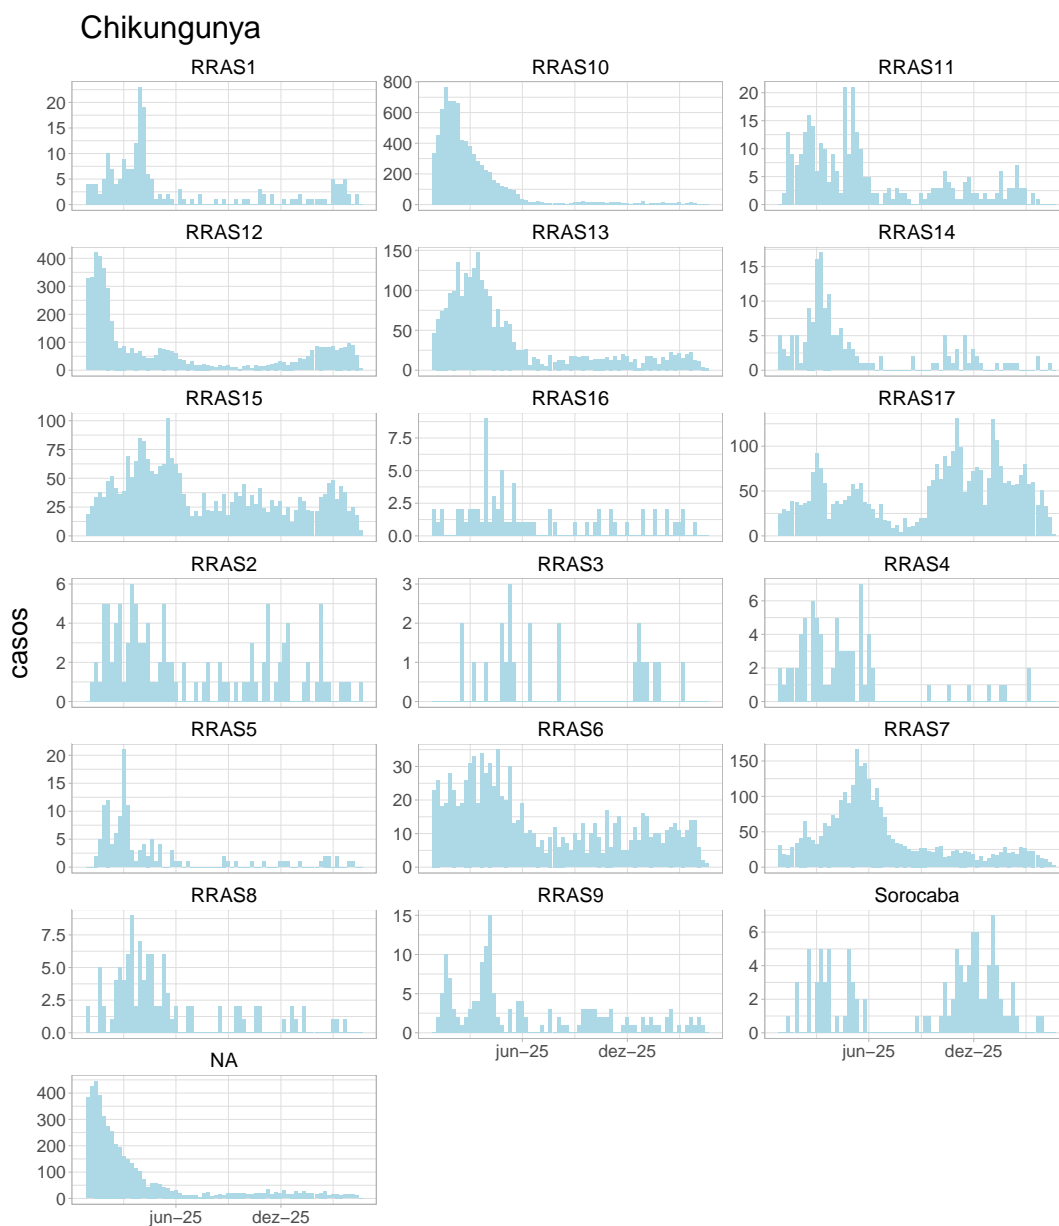 Chikungunya
RRAS1 RRAS10 RRAS11
20 15 10 5 0
800 600 400 200 0
20 15 10 5 0
RRAS12 RRAS13 RRAS14
400 300 200 100 0
150 100 50 0
15 10 5 0
RRAS15 RRAS16 RRAS17
100 75 50 25 0
7.5 5.0 2.5 0.0
100 50 0
RRAS2 RRAS3 RRAS4
6 4 2 0
3 2 1 0
6 4 2 0
casos
RRAS5 RRAS6 RRAS7
20 15 10 5 0
30 20 10 0
150 100 50 0
RRAS8 RRAS9 Sorocaba
7.5 5.0 2.5 0.0
15 10 5 0
6 4 2 0
jun−25 dez−25 jun−25 dez−25
NA
400 300 200 100 0
jun−25 dez−25